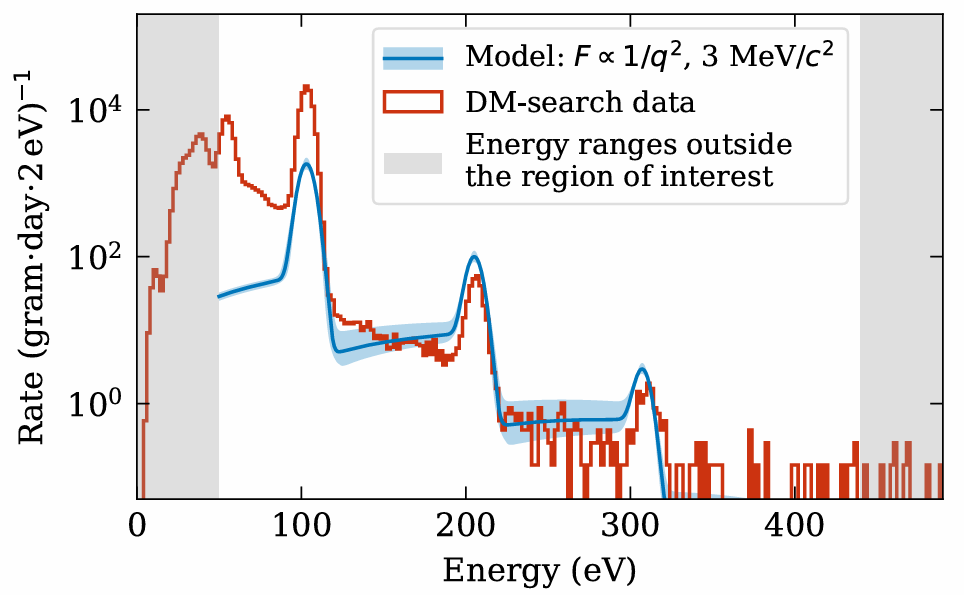 Model: F ∝ 1/q², 3 MeV/c²
DM-search data
Energy ranges outside
the region of interest
Rate (gram·day·2 eV)⁻¹
10⁴
10²
10⁰
0 100 200 300 400
Energy (eV)